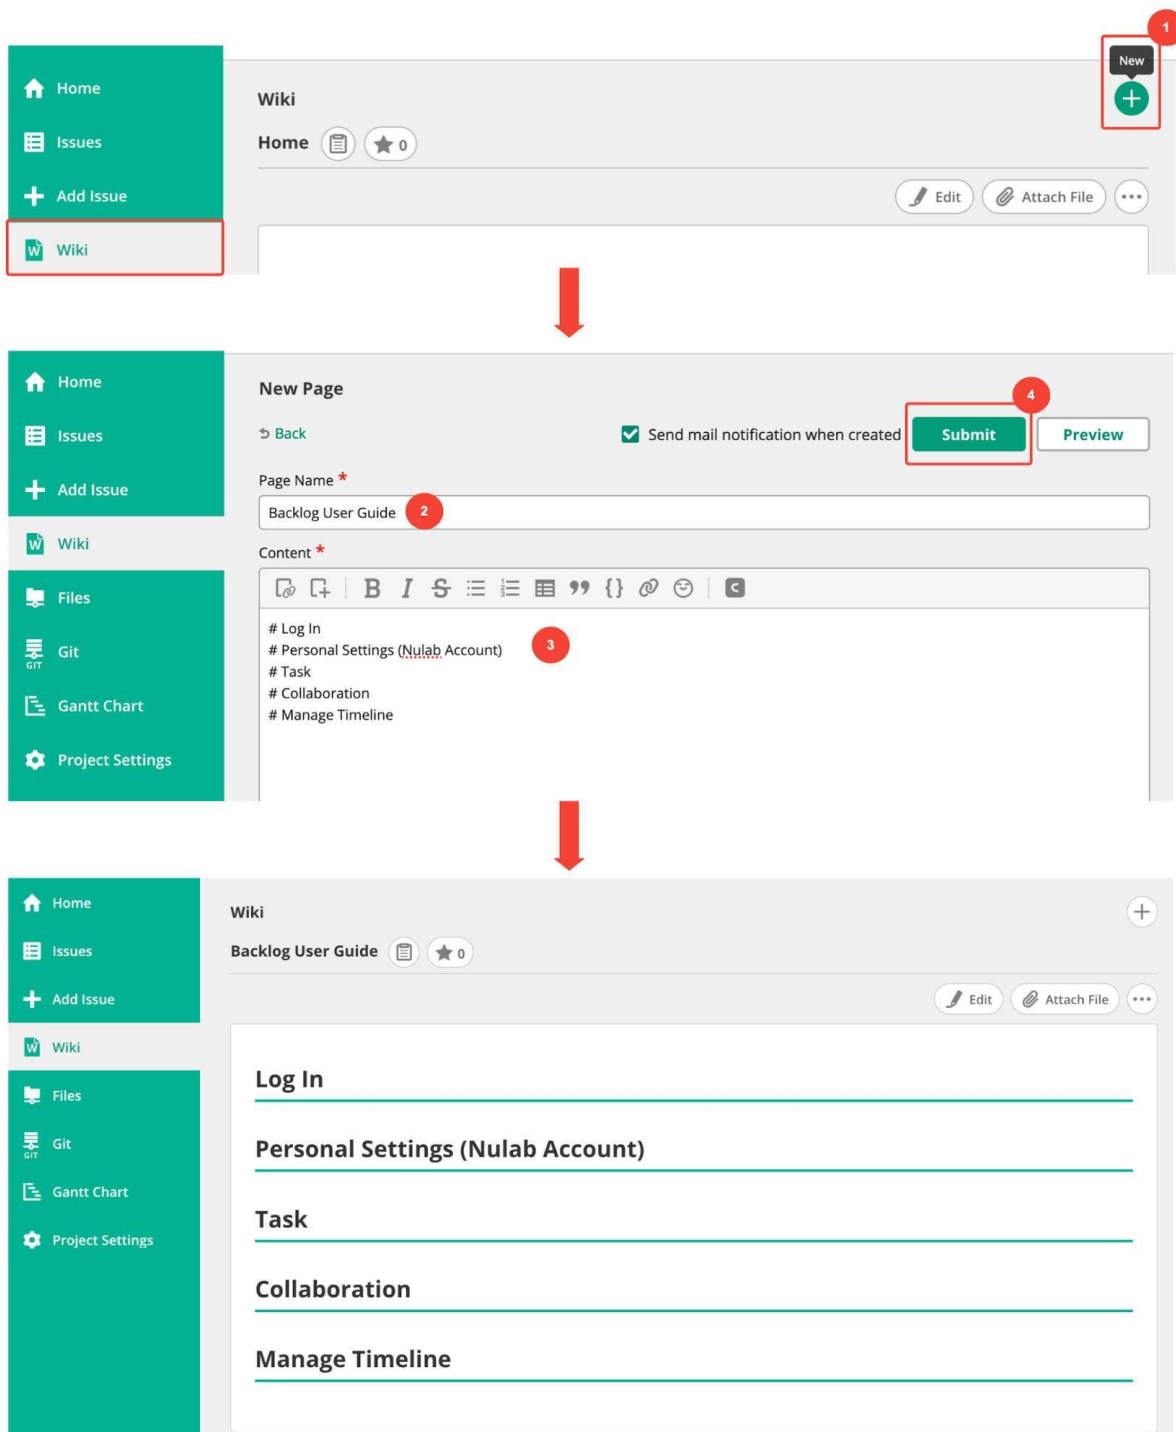 1
New
Home
Wiki
Issues
Home 0
Add Issue
Edit Attach File
W Wiki
Home
New Page
4
Issues
Back Send mail notification when created Submit Preview
Add Issue
Page Name *
Backlog User Guide 2
W Wiki
Content *
Files
B I S C
# Log In
# Personal Settings (Nulab Account) 3
# Task
# Collaboration
# Manage Timeline
GIT Git
Gantt Chart
Project Settings
Home
Wiki
Issues
Backlog User Guide 0
Add Issue
Edit Attach File
W Wiki
Log In
Files
Personal Settings (Nulab Account)
GIT Git
Gantt Chart
Task
Project Settings
Collaboration
Manage Timeline